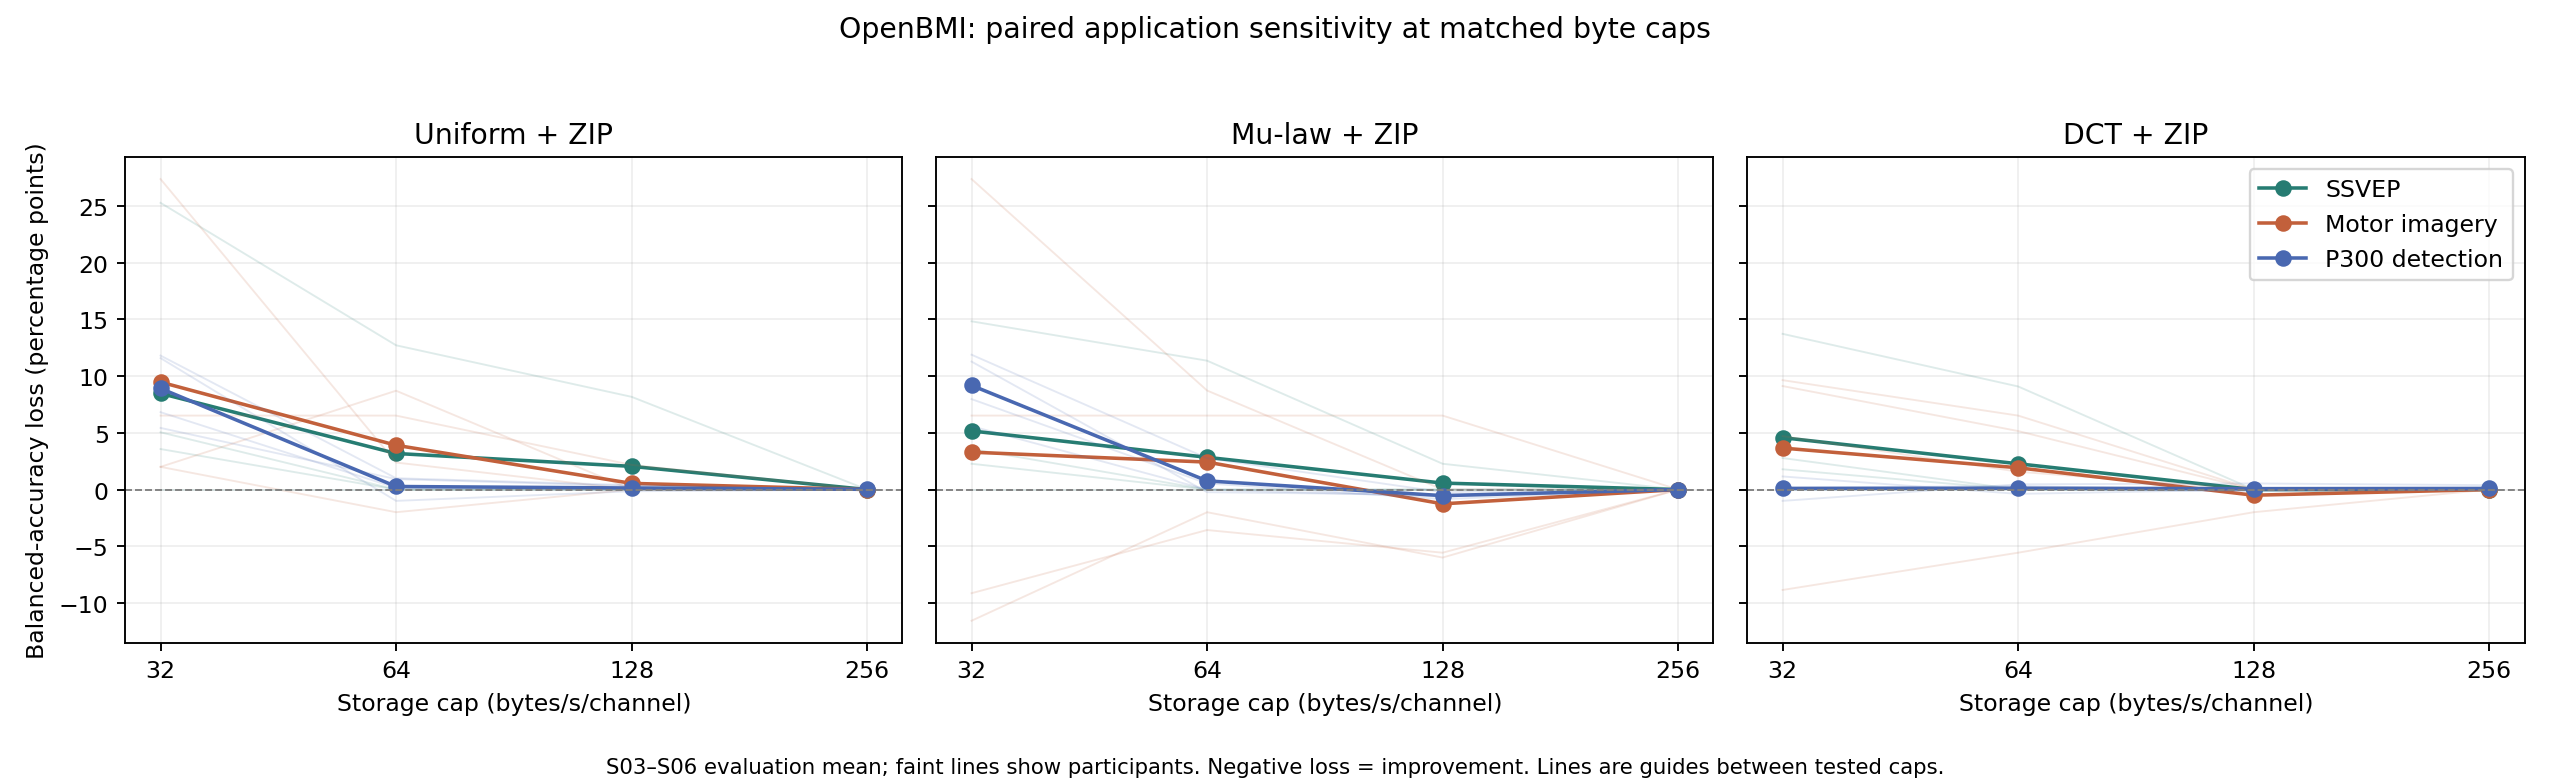 OpenBMI: paired application sensitivity at matched byte caps
Uniform + ZIP
Mu-law + ZIP
DCT + ZIP
Balanced-accuracy loss (percentage points)
25
20
15
10
5
0
−5
−10
SSVEP
Motor imagery
P300 detection
32 64 128 256
32 64 128 256
32 64 128 256
Storage cap (bytes/s/channel)
Storage cap (bytes/s/channel)
Storage cap (bytes/s/channel)
S03–S06 evaluation mean; faint lines show participants. Negative loss = improvement. Lines are guides between tested caps.